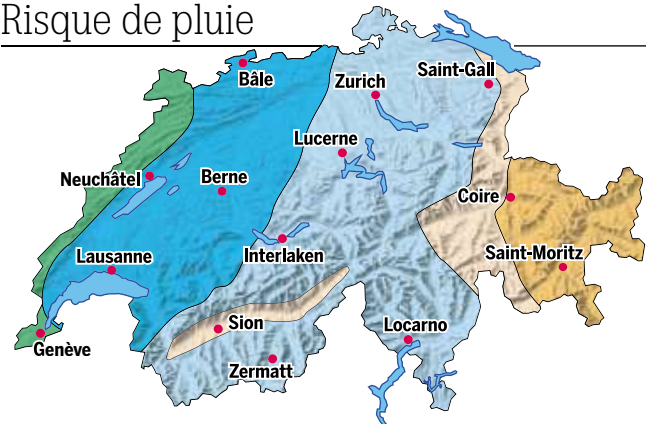 Risque de pluie
Bâle
Zurich
Saint-Gall
Lucerne
Neuchâtel
Berne
Coire
Lausanne
Interlaken
Saint-Moritz
Sion
Locarno
Genève
Zermatt